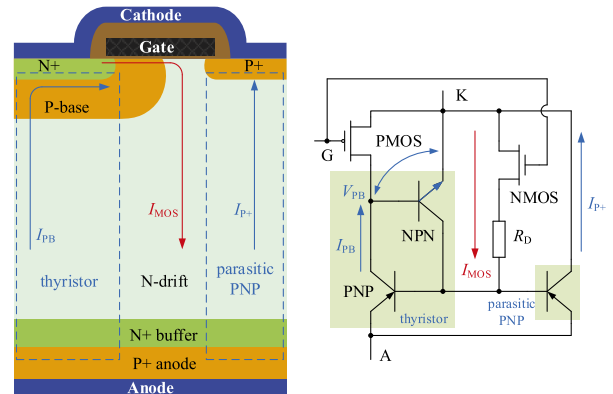 Cathode
Gate
N+
P+
P-base
I_MOS
I_P+
I_PB
thyristor
N-drift
parasitic
PNP
N+ buffer
P+ anode
Anode
K
G
PMOS
NMOS
V_PB
NPN
I_PB
I_MOS
R_D
I_P+
PNP
thyristor
parasitic
PNP
A